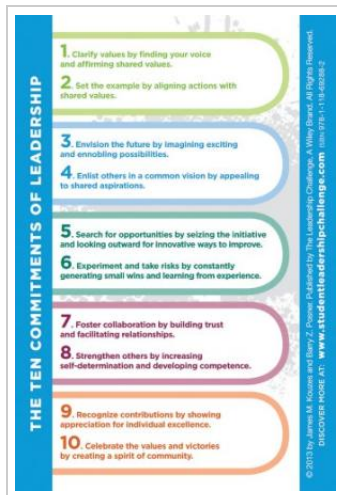 THE TEN COMMITMENTS OF LEADERSHIP
1. Clarify values by finding your voice
and affirming shared values.
2. Set the example by aligning actions with
shared values.
3. Envision the future by imagining exciting
and ennobling possibilities.
4. Enlist others in a common vision by appealing
to shared aspirations.
5. Search for opportunities by seizing the initiative
and looking outward for innovative ways to improve.
6. Experiment and take risks by constantly
generating small wins and learning from experience.
7. Foster collaboration by building trust
and facilitating relationships.
8. Strengthen others by increasing
self-determination and developing competence.
9. Recognize contributions by showing
appreciation for individual excellence.
10. Celebrate the values and victories
by creating a spirit of community.
© 2013 by James M. Kouzes and Barry Z. Posner. Published by The Leadership Challenge, A Wiley Brand. All Rights Reserved.
DISCOVER MORE AT: www.studentleadershipchallenge.com ISBN 978-1-118-69288-2